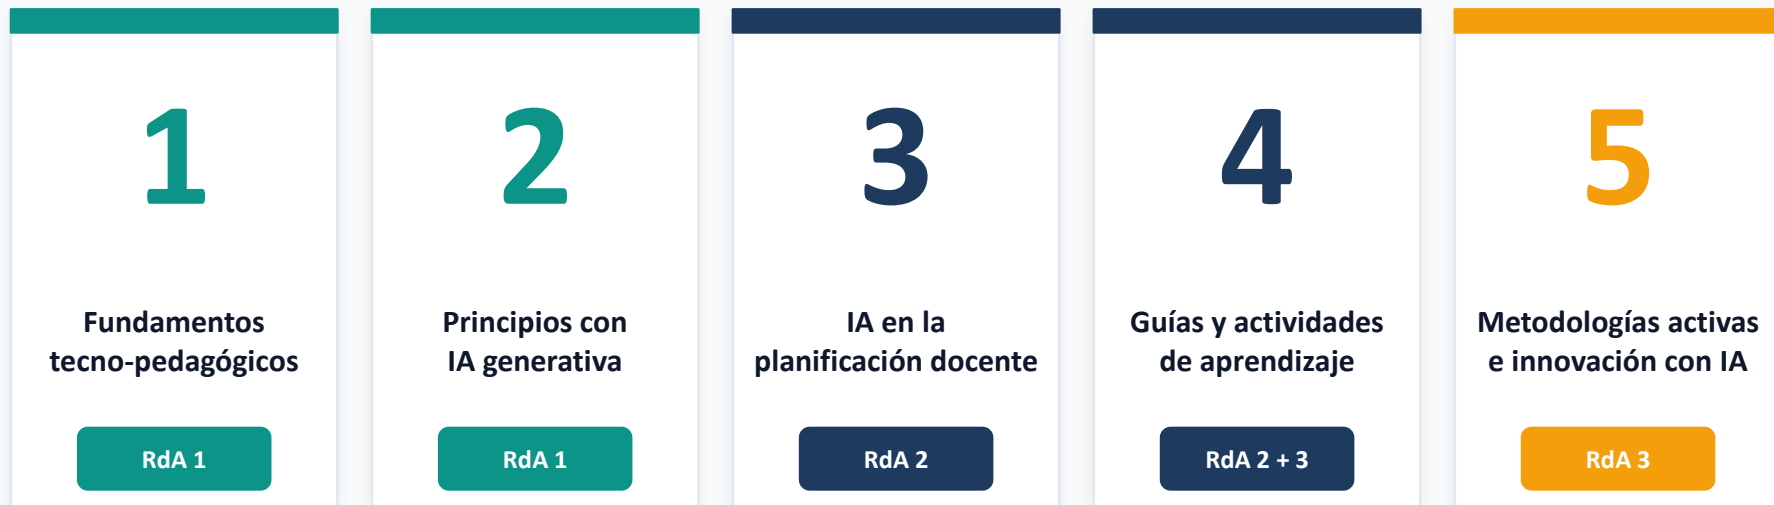 1
Fundamentos
tecno-pedagógicos
RdA 1
2
Principios con
IA generativa
RdA 1
3
IA en la
planificación docente
RdA 2
4
Guías y actividades
de aprendizaje
RdA 2 + 3
5
Metodologías activas
e innovación con IA
RdA 3